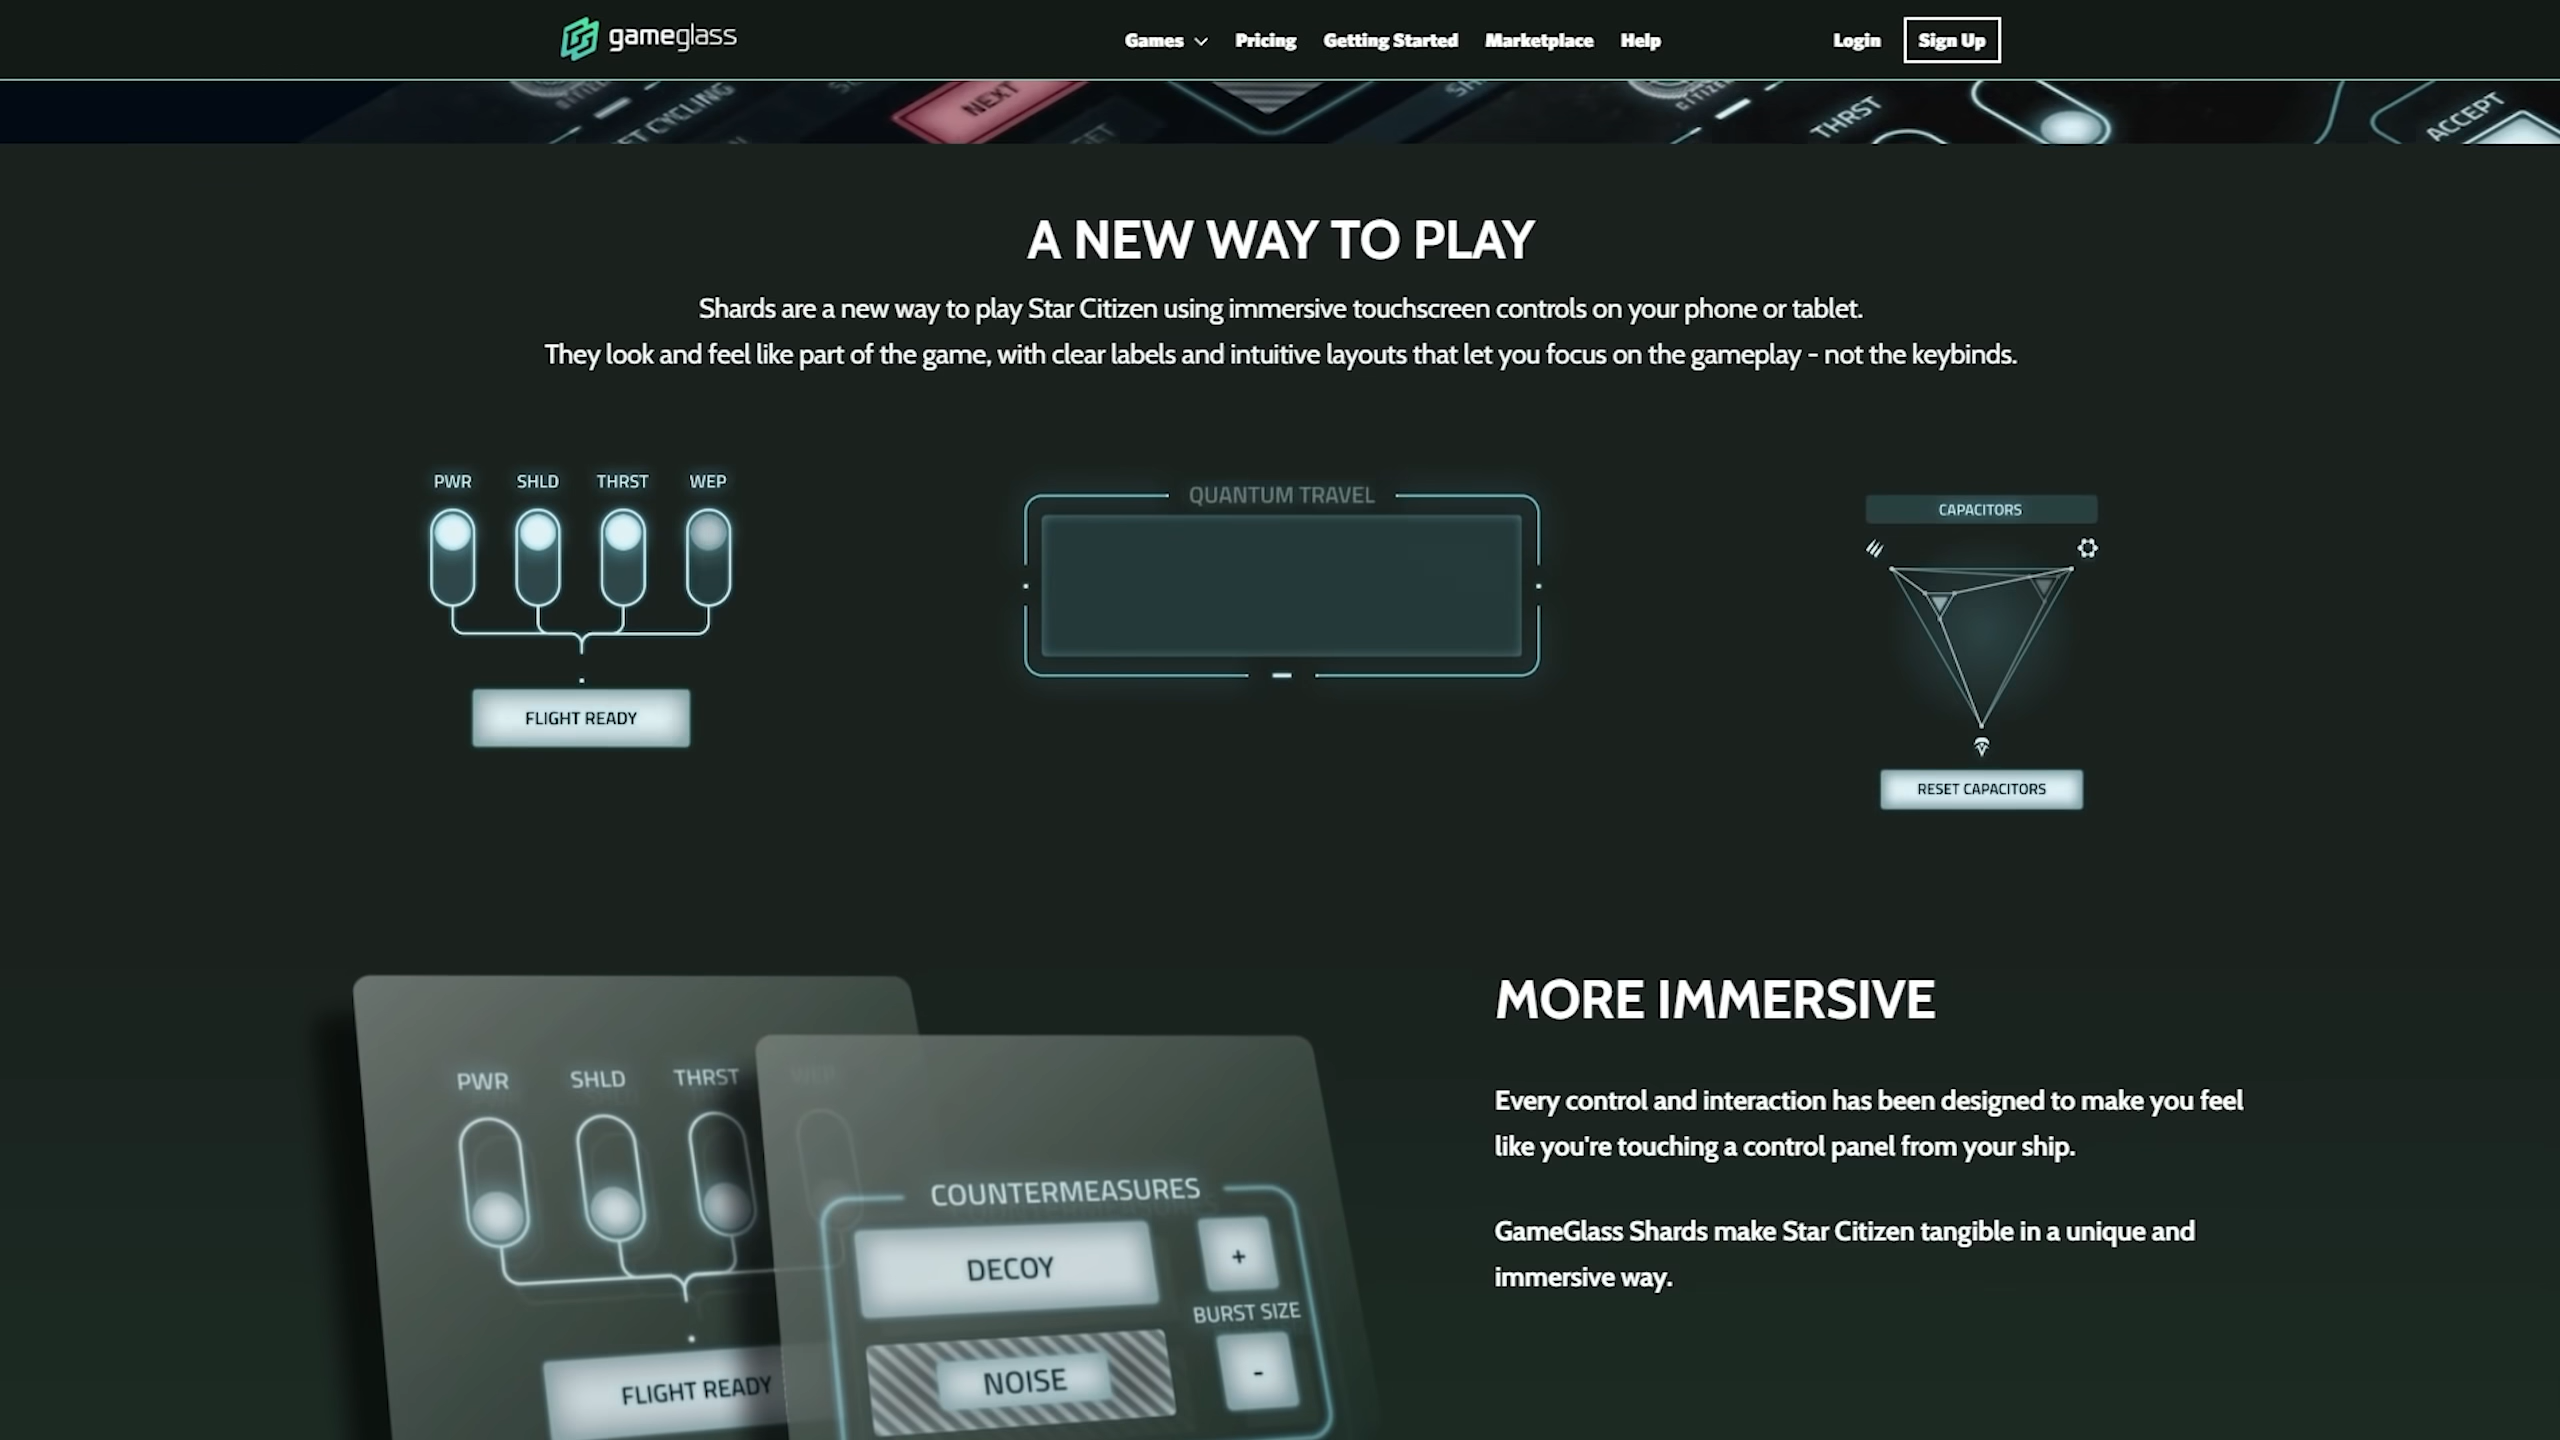 gameglass
Games
Pricing
Getting Started
Marketplace
Help
Login
Sign Up
NEXT
THRST
ACCEPT
A NEW WAY TO PLAY
Shards are a new way to play Star Citizen using immersive touchscreen controls on your phone or tablet.
They look and feel like part of the game, with clear labels and intuitive layouts that let you focus on the gameplay - not the keybinds.
PWR
SHLD
THRST
WEP
FLIGHT READY
QUANTUM TRAVEL
CAPACITORS
RESET CAPACITORS
PWR
SHLD
THRST
WEP
FLIGHT READY
COUNTERMEASURES
DECOY
+
BURST SIZE
NOISE
-
MORE IMMERSIVE
Every control and interaction has been designed to make you feel
like you're touching a control panel from your ship.
GameGlass Shards make Star Citizen tangible in a unique and
immersive way.